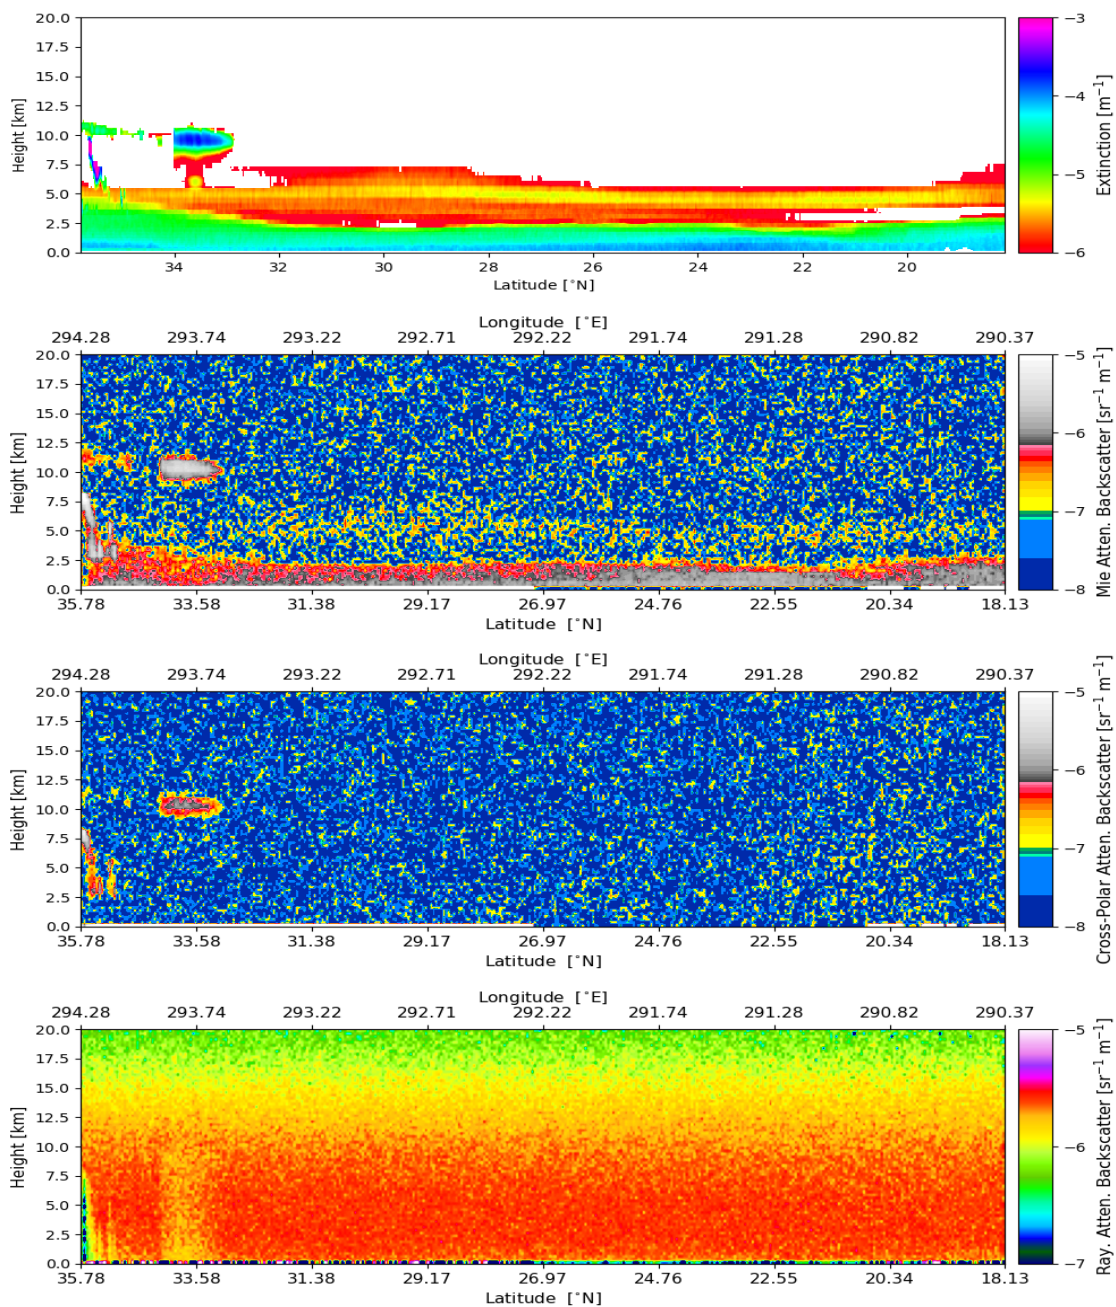 20.0
17.5
15.0
12.5
10.0
7.5
5.0
2.5
0.0
Height [km]
34 32 30 28 26 24 22 20
Latitude [°N]
−3
−4
−5
−6
Extinction [m⁻¹]
Longitude [°E]
294.28 293.74 293.22 292.71 292.22 291.74 291.28 290.82 290.37
20.0
17.5
15.0
12.5
10.0
7.5
5.0
2.5
0.0
Height [km]
35.78 33.58 31.38 29.17 26.97 24.76 22.55 20.34 18.13
Latitude [°N]
−5
−6
−7
−8
Mie Atten. Backscatter [sr⁻¹ m⁻¹]
Longitude [°E]
294.28 293.74 293.22 292.71 292.22 291.74 291.28 290.82 290.37
20.0
17.5
15.0
12.5
10.0
7.5
5.0
2.5
0.0
Height [km]
35.78 33.58 31.38 29.17 26.97 24.76 22.55 20.34 18.13
Latitude [°N]
−5
−6
−7
−8
Cross-Polar Atten. Backscatter [sr⁻¹ m⁻¹]
Longitude [°E]
294.28 293.74 293.22 292.71 292.22 291.74 291.28 290.82 290.37
20.0
17.5
15.0
12.5
10.0
7.5
5.0
2.5
0.0
Height [km]
35.78 33.58 31.38 29.17 26.97 24.76 22.55 20.34 18.13
Latitude [°N]
−5
−6
−7
Ray. Atten. Backscatter [sr⁻¹ m⁻¹]